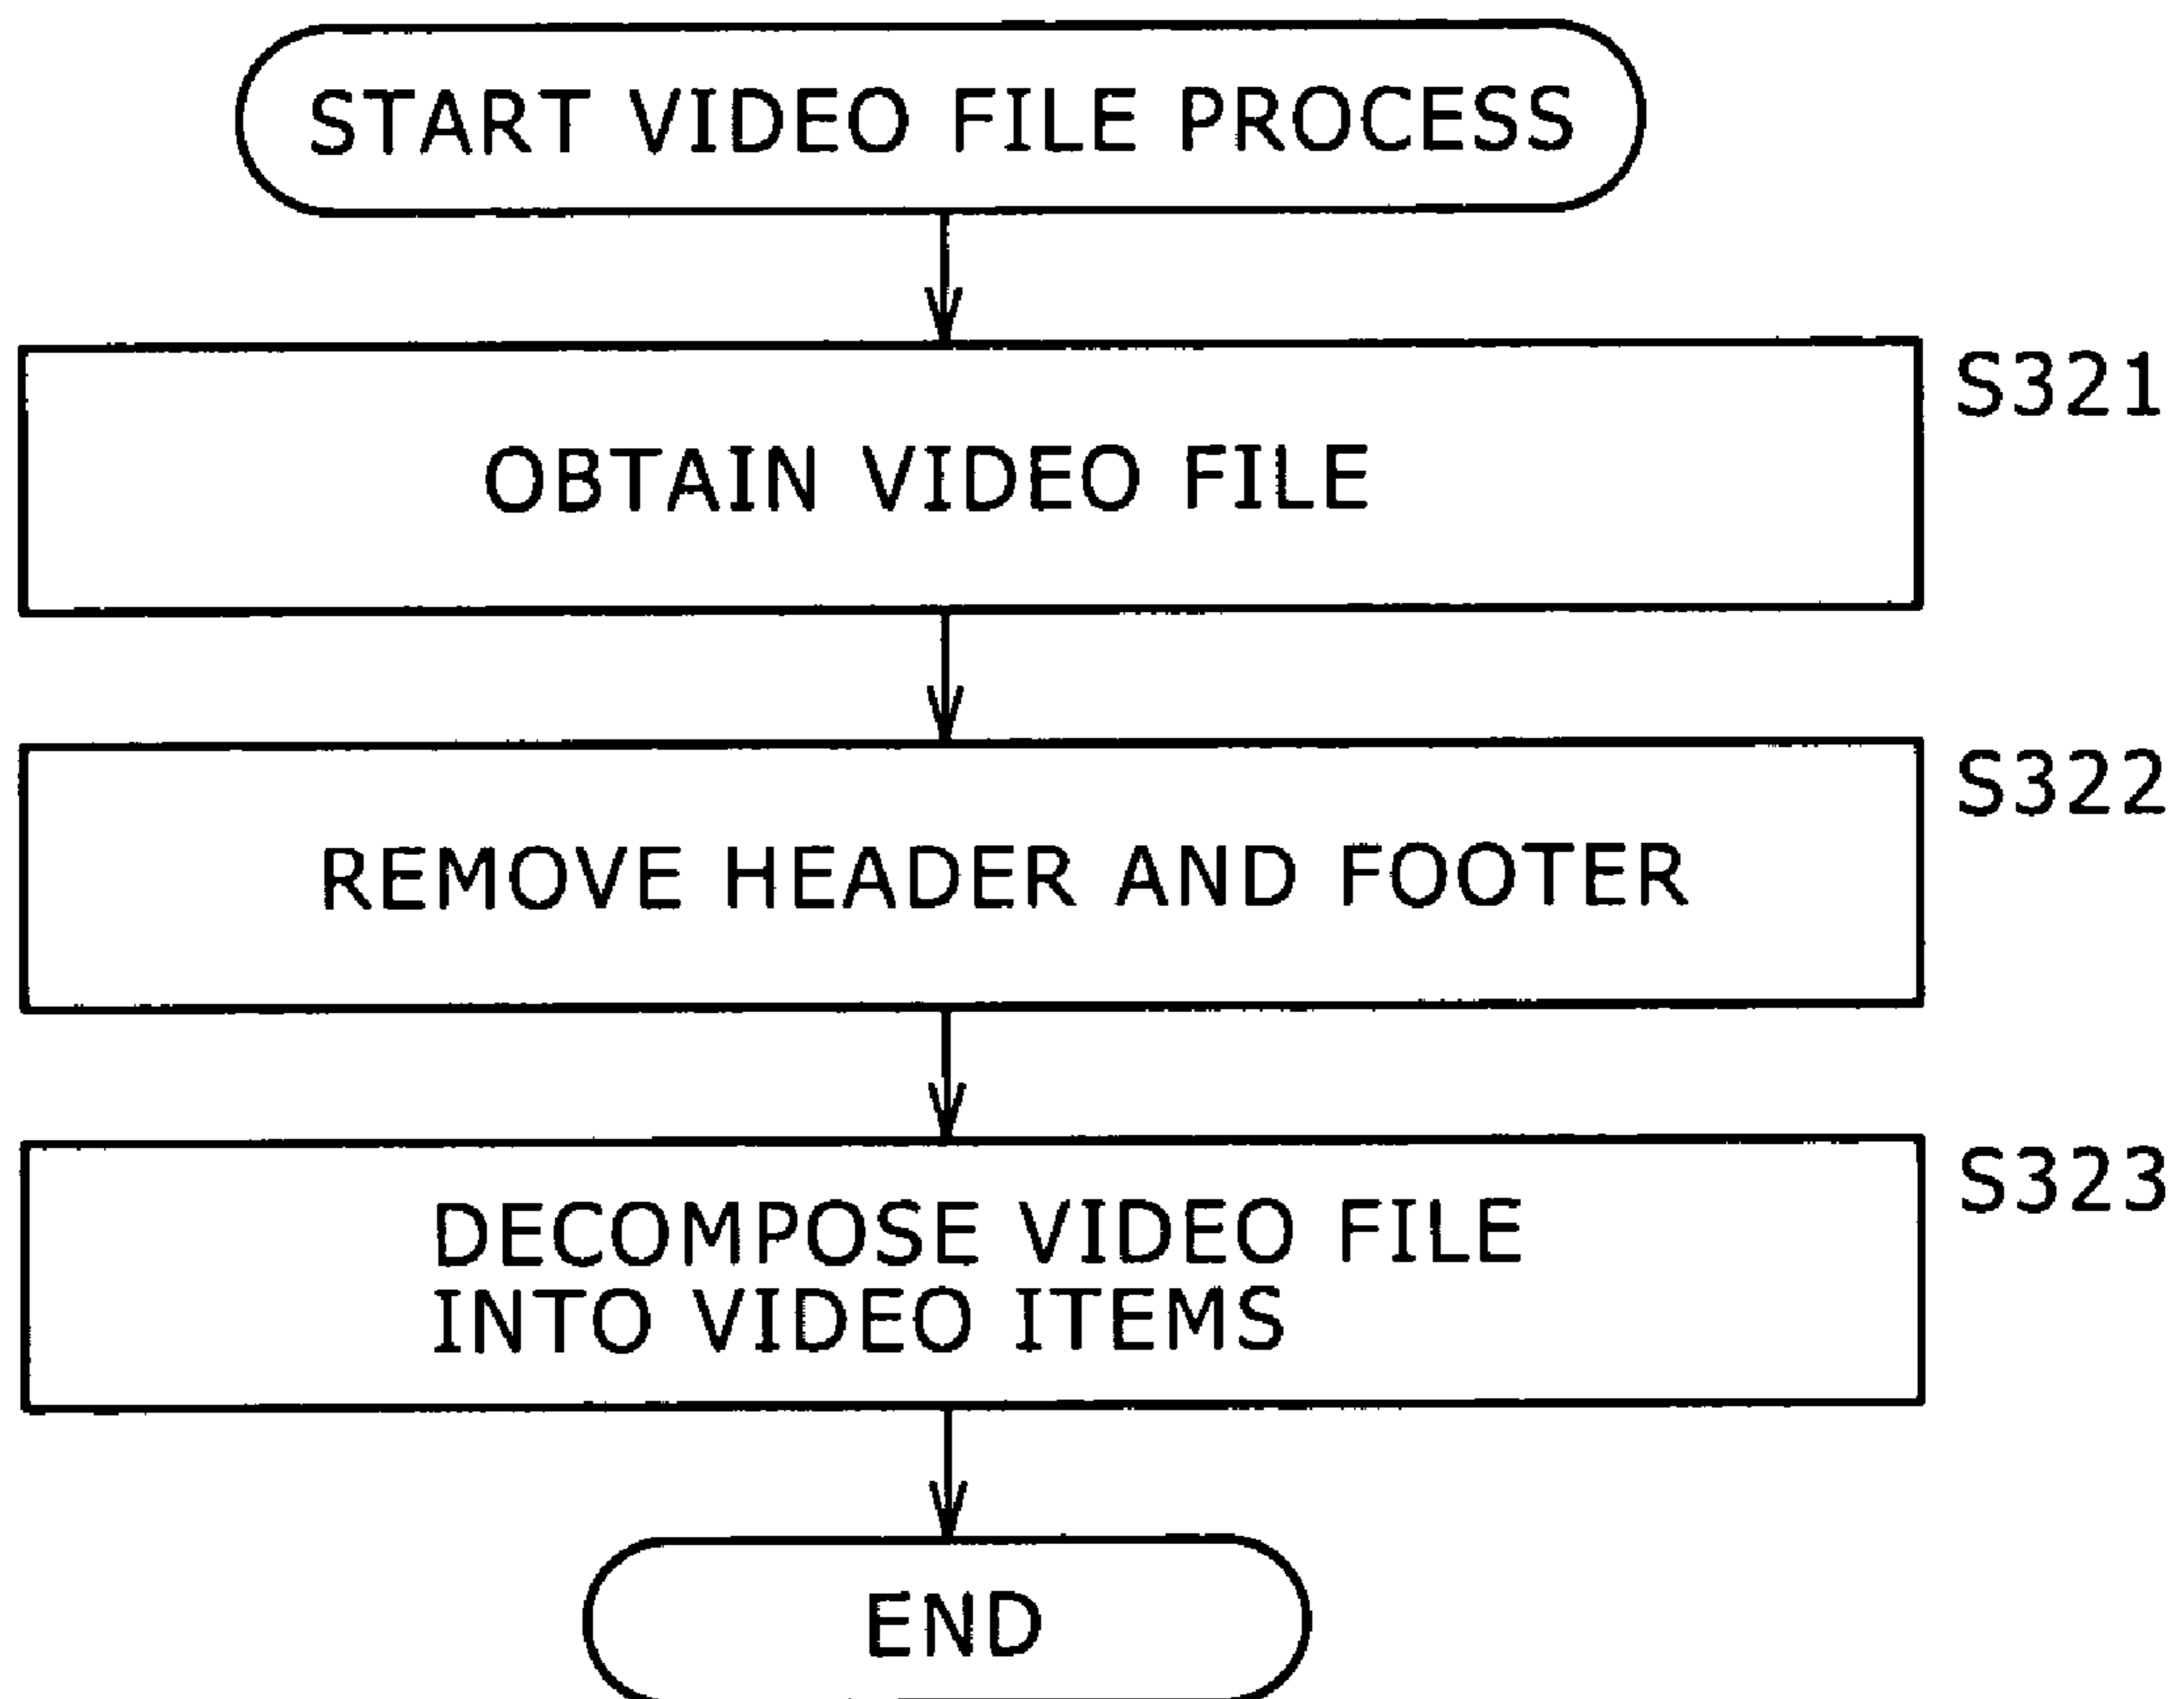 START VIDEO FILE PROCESS
S321
OBTAIN VIDEO FILE
S322
REMOVE HEADER AND FOOTER
S323
DECOMPOSE VIDEO FILE
INTO VIDEO ITEMS
END